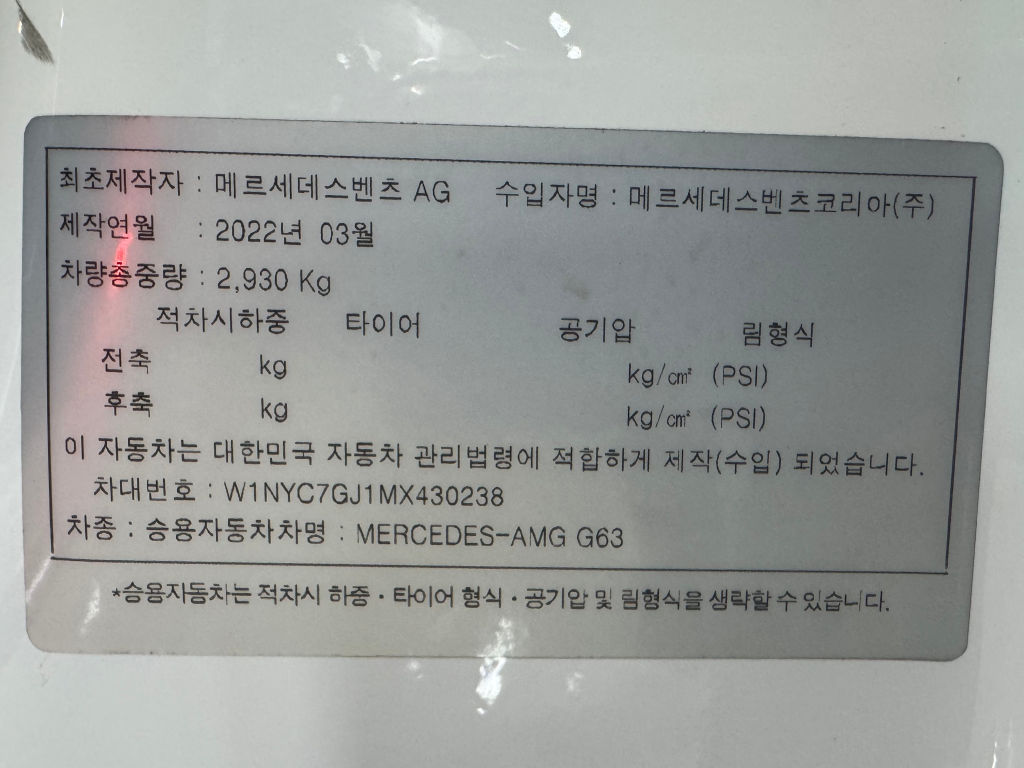 최초제작자 : 메르세데스벤츠 AG 수입자명 : 메르세데스벤츠코리아(주)
제작연월 : 2022년 03월
차량총중량 : 2,930 Kg
적차시하중 타이어 공기압 림형식
전축 kg kg/㎠ (PSI)
후축 kg kg/㎠ (PSI)
이 자동차는 대한민국 자동차 관리법령에 적합하게 제작(수입) 되었습니다.
차대번호 : W1NYC7GJ1MX430238
차종 : 승용자동차차명 : MERCEDES-AMG G63
*승용자동차는 적차시 하중・타이어 형식・공기압 및 림형식을 생략할 수 있습니다.